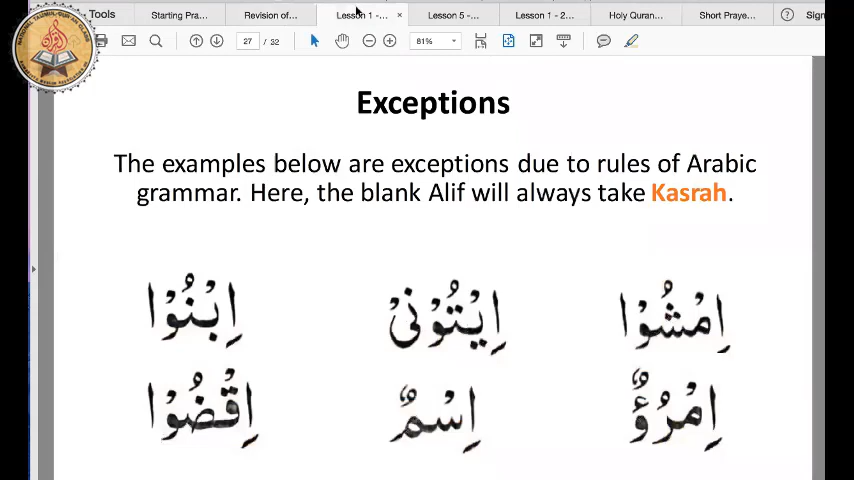 Tools Starting Pra... Revision of... Lesson 1 -... × Lesson 5 -... Lesson 1 - 2... Holy Quran... Short Praye... Sign
27 / 32 81%
Exceptions
The examples below are exceptions due to rules of Arabic
grammar. Here, the blank Alif will always take Kasrah.
اِمْشُوْا اِيْتُوْنِیْ اِبْنُوْا
اِمْرُؤٌ اِسْمٌ اِقْضُوْا